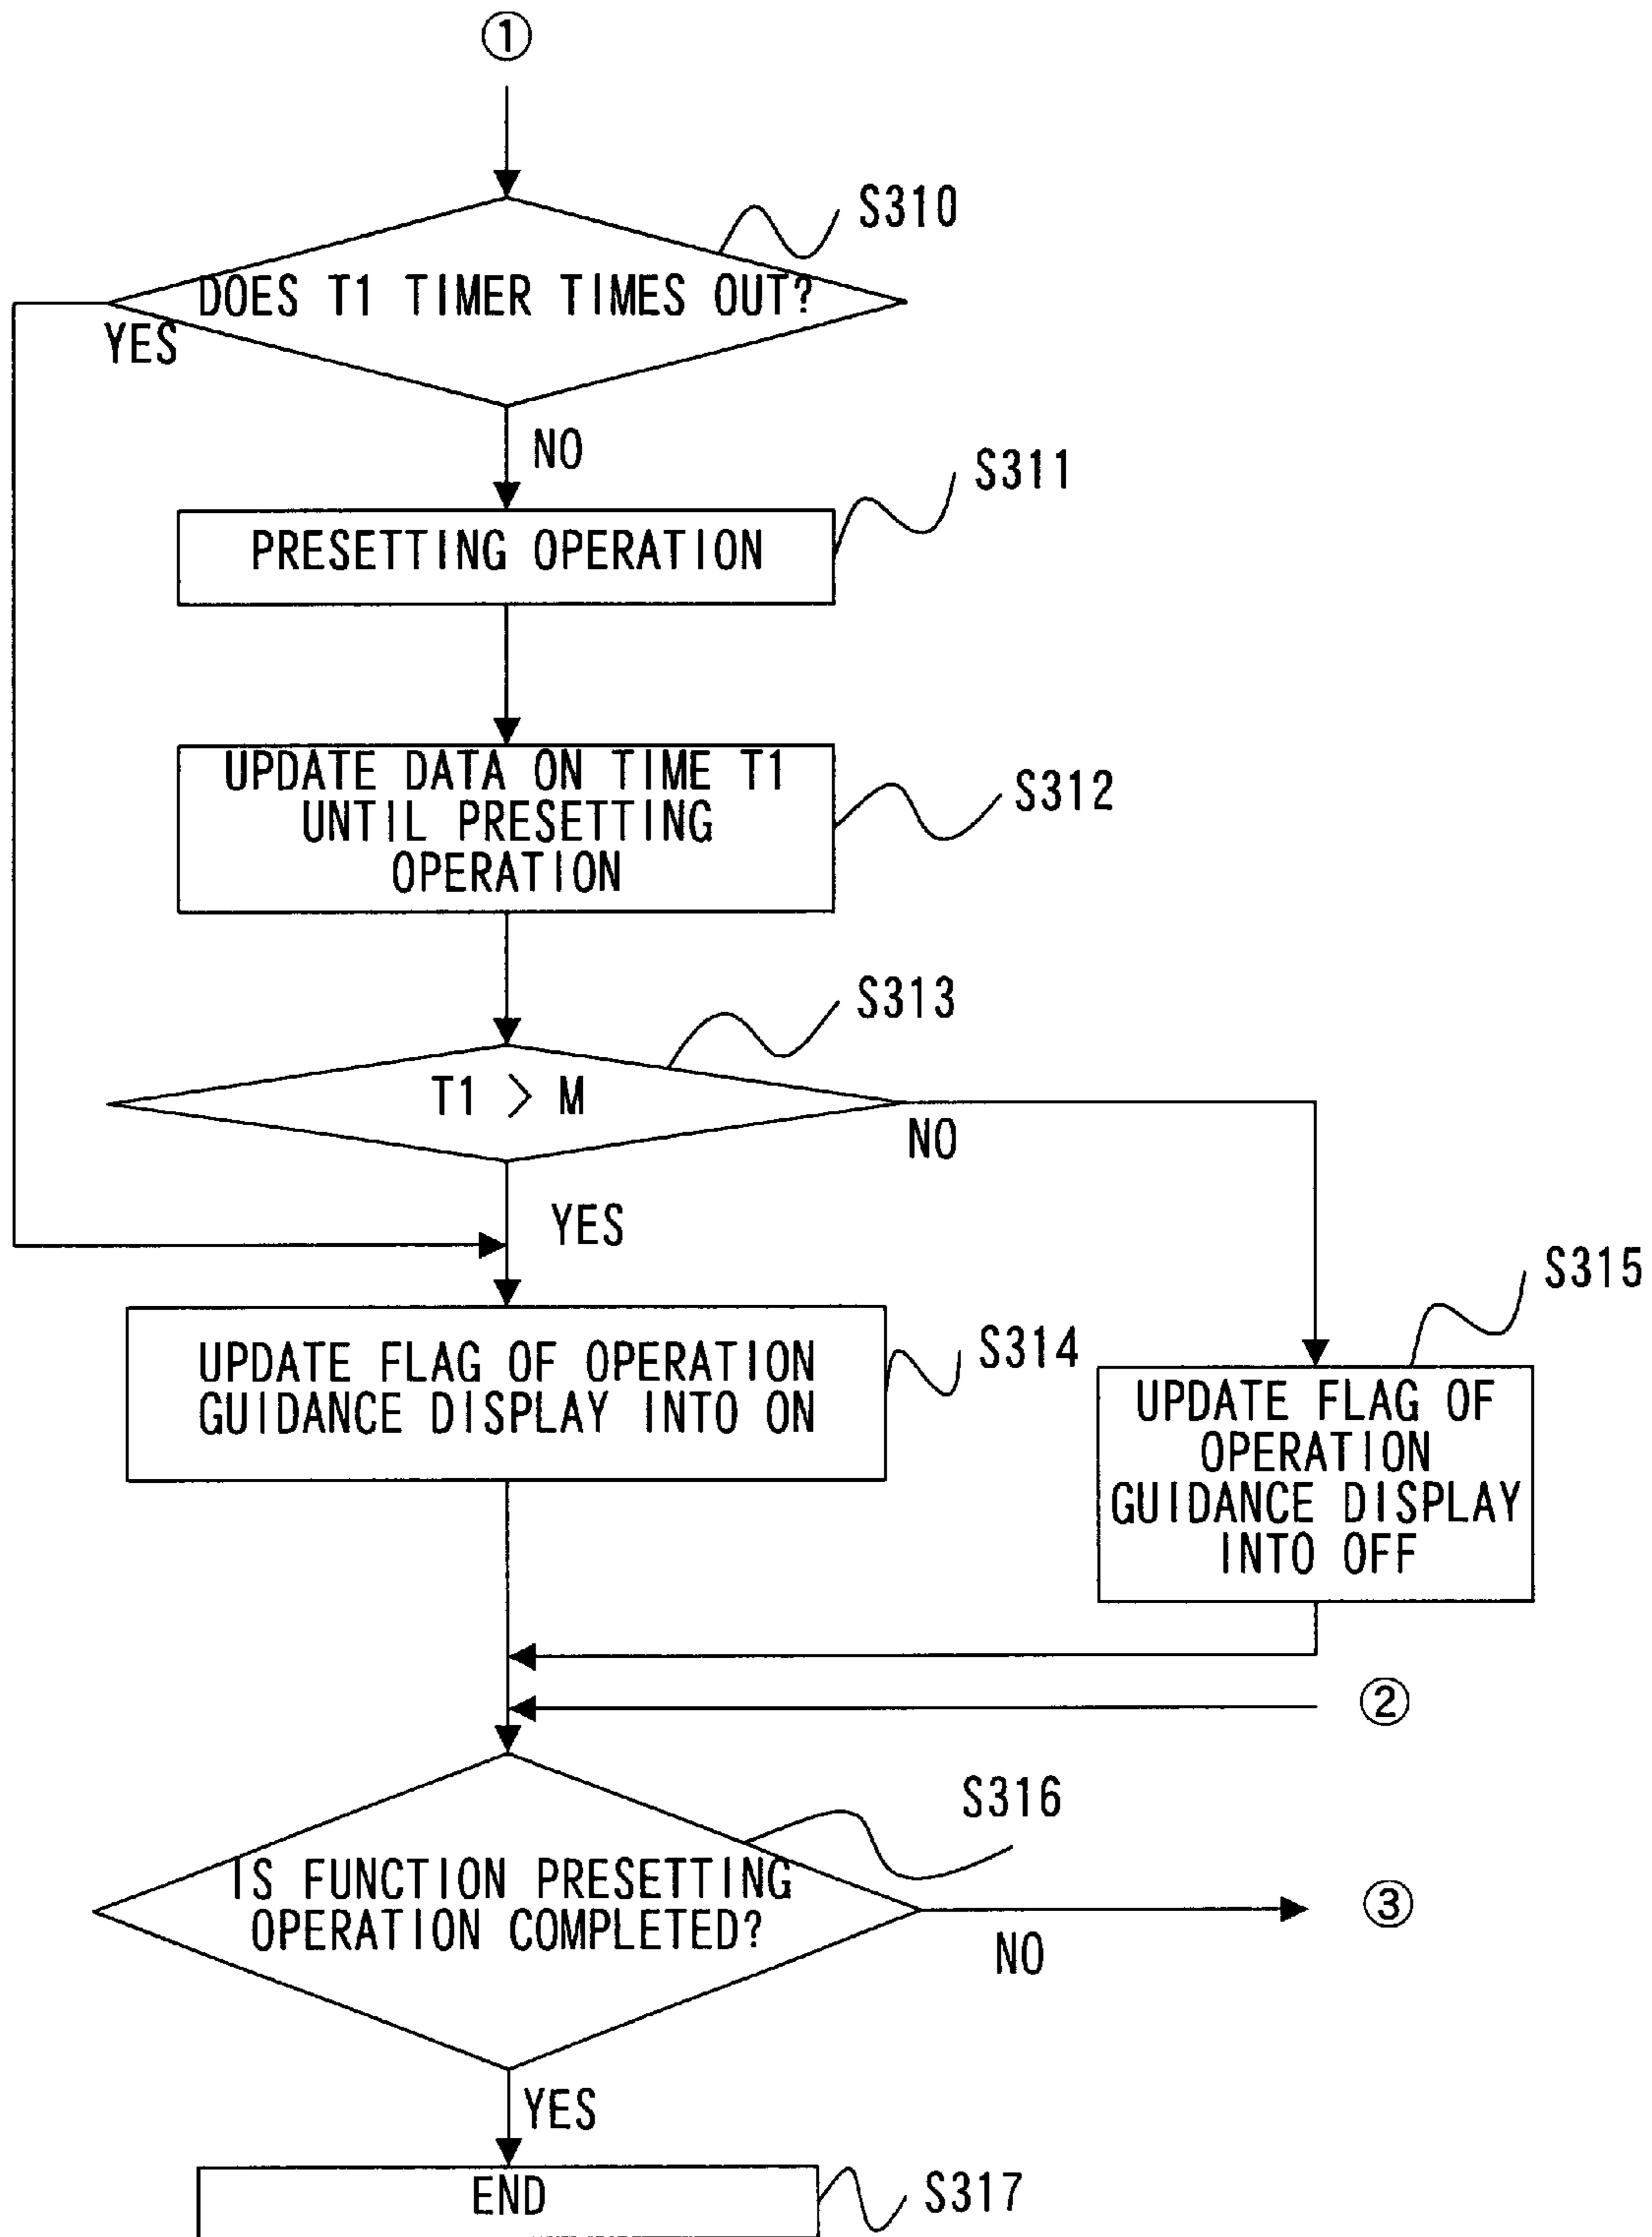 ①
S310
DOES T1 TIMER TIMES OUT?
YES
NO
S311
PRESETTING OPERATION
UPDATE DATA ON TIME T1
UNTIL PRESETTING
OPERATION
S312
S313
T1 > M
NO
YES
S315
S314
UPDATE FLAG OF OPERATION
GUIDANCE DISPLAY INTO ON
UPDATE FLAG OF
OPERATION
GUIDANCE DISPLAY
INTO OFF
②
S316
IS FUNCTION PRESETTING
OPERATION COMPLETED?
③
NO
YES
END
S317